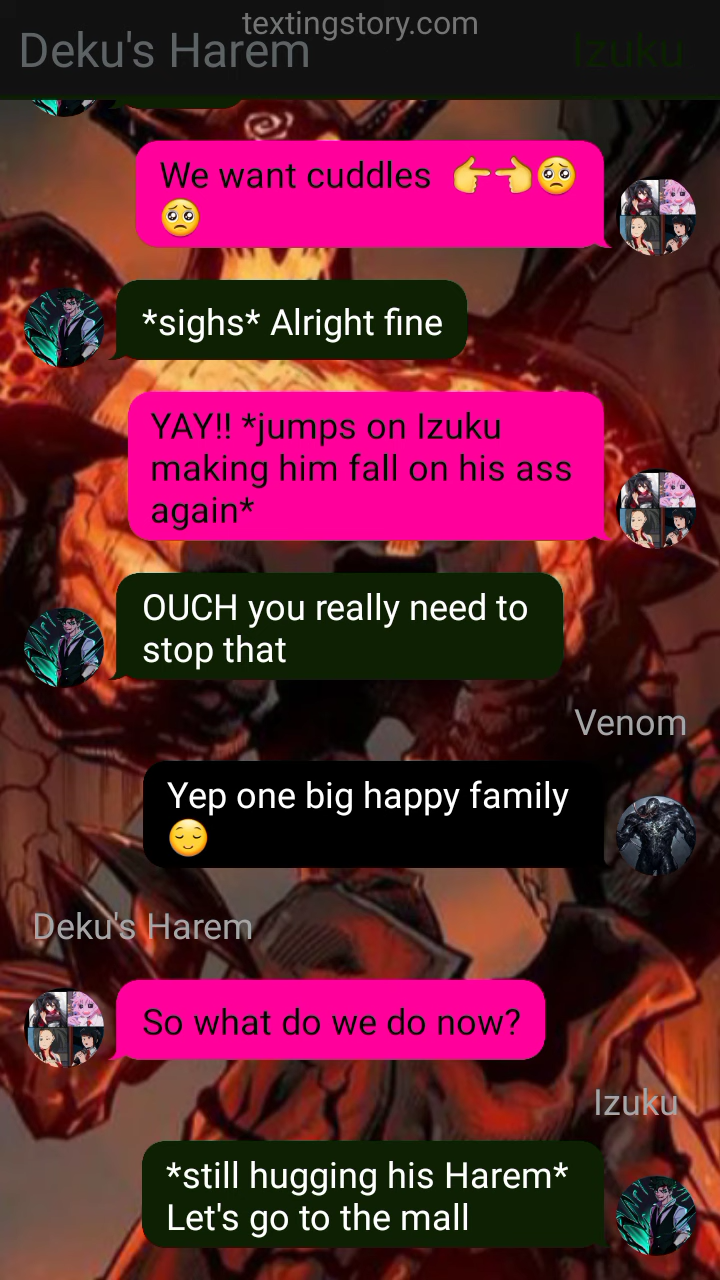 textingstory.com
Deku's Harem Izuku
We want cuddles 👉👈🥺
🥺
*sighs* Alright fine
YAY!! *jumps on Izuku
making him fall on his ass
again*
OUCH you really need to
stop that
Venom
Yep one big happy family
😌
Deku's Harem
So what do we do now?
Izuku
*still hugging his Harem*
Let's go to the mall